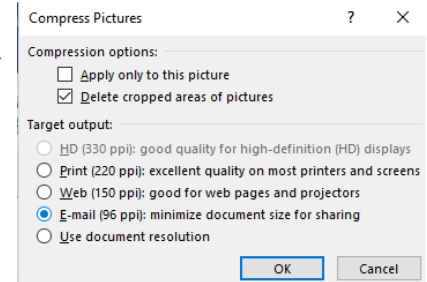 Compress Pictures ? ×
Compression options:
Apply only to this picture
Delete cropped areas of pictures
Target output:
HD (330 ppi): good quality for high-definition (HD) displays
Print (220 ppi): excellent quality on most printers and screens
Web (150 ppi): good for web pages and projectors
E-mail (96 ppi): minimize document size for sharing
Use document resolution
OK Cancel